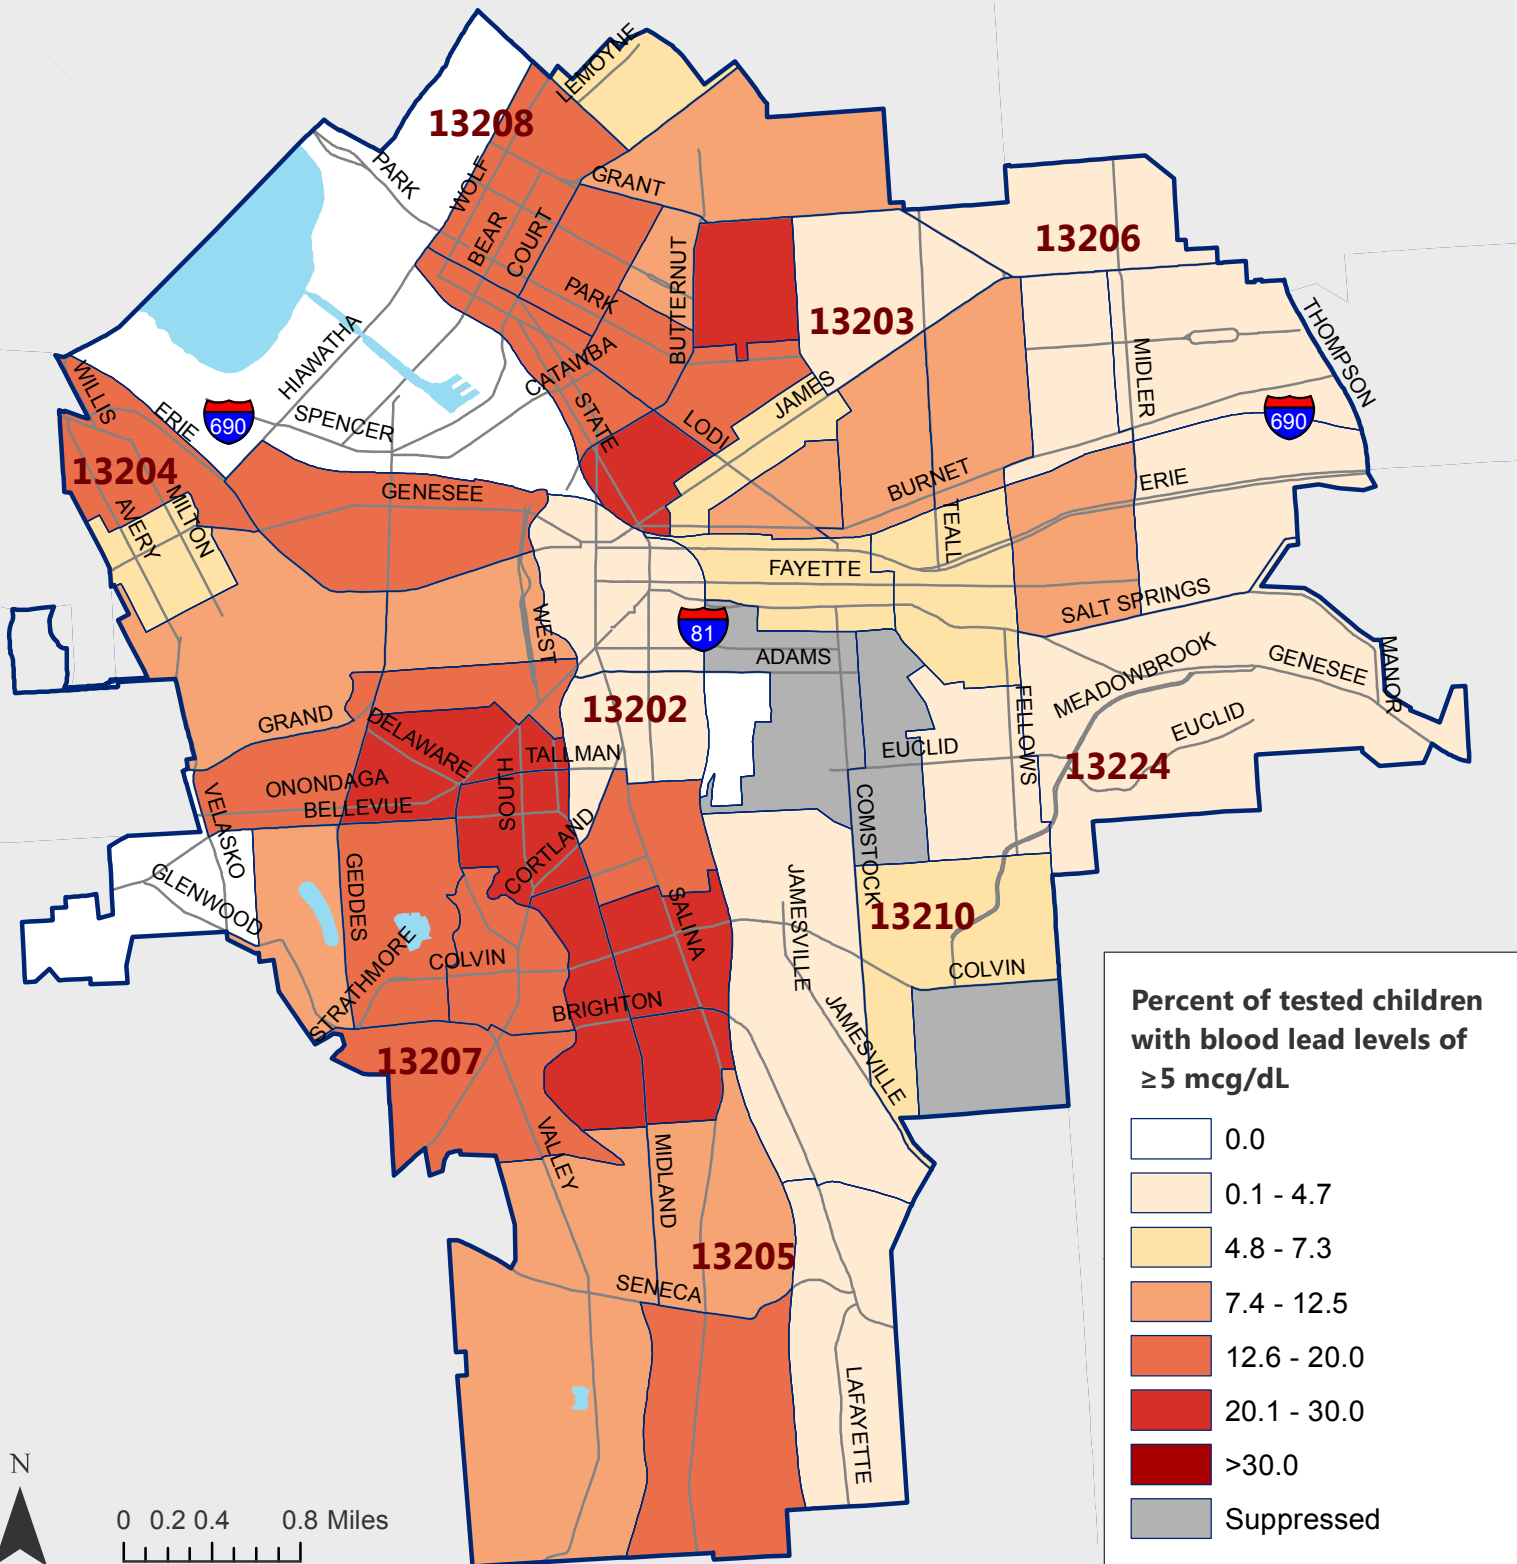 LEMOYNE
13208
PARK
WOLF
GRANT
BEAR
COURT
13206
PARK
BUTTERNUT
13203
THOMPSON
HIAWATHA
CATAWBA
MIDLER
WILLIS
JAMES
ERIE
690
SPENCER
STATE
LODI
690
13204
GENESEE
BURNET
ERIE
AVERY
MILTON
TEALL
FAYETTE
SALT SPRINGS
WEST
81
ADAMS
MEADOWBROOK
GENESEE
MANOR
13202
GRAND
DELAWARE
FELLOWS
EUCLID
TALLMAN
EUCLID
13224
ONONDAGA
SOUTH
BELLEVUE
VELASKO
COMSTOCK
CORTLAND
GLENWOOD
GEDDES
JAMESVILLE
SALINA
13210
STRATHMORE
COLVIN
COLVIN
BRIGHTON
JAMESVILLE
13207
VALLEY
MIDLAND
13205
SENECA
LAFAYETTE
Percent of tested children
with blood lead levels of
≥5 mcg/dL
0.0
0.1 - 4.7
4.8 - 7.3
7.4 - 12.5
12.6 - 20.0
20.1 - 30.0
>30.0
Suppressed
N
0 0.2 0.4 0.8 Miles